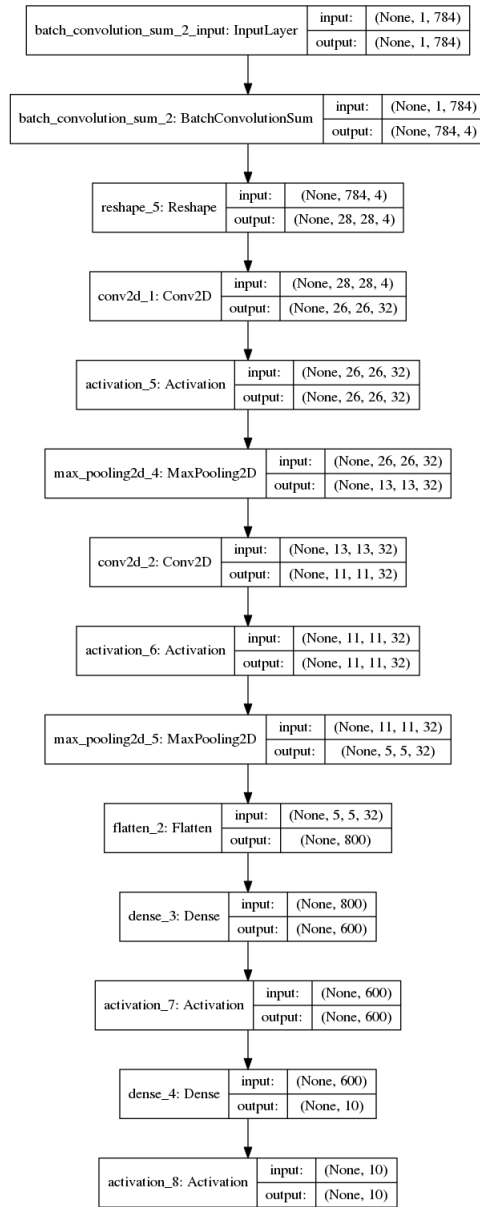 batch_convolution_sum_2_input: InputLayer
input: (None, 1, 784)
output: (None, 1, 784)
batch_convolution_sum_2: BatchConvolutionSum
input: (None, 1, 784)
output: (None, 784, 4)
reshape_5: Reshape
input: (None, 784, 4)
output: (None, 28, 28, 4)
conv2d_1: Conv2D
input: (None, 28, 28, 4)
output: (None, 26, 26, 32)
activation_5: Activation
input: (None, 26, 26, 32)
output: (None, 26, 26, 32)
max_pooling2d_4: MaxPooling2D
input: (None, 26, 26, 32)
output: (None, 13, 13, 32)
conv2d_2: Conv2D
input: (None, 13, 13, 32)
output: (None, 11, 11, 32)
activation_6: Activation
input: (None, 11, 11, 32)
output: (None, 11, 11, 32)
max_pooling2d_5: MaxPooling2D
input: (None, 11, 11, 32)
output: (None, 5, 5, 32)
flatten_2: Flatten
input: (None, 5, 5, 32)
output: (None, 800)
dense_3: Dense
input: (None, 800)
output: (None, 600)
activation_7: Activation
input: (None, 600)
output: (None, 600)
dense_4: Dense
input: (None, 600)
output: (None, 10)
activation_8: Activation
input: (None, 10)
output: (None, 10)